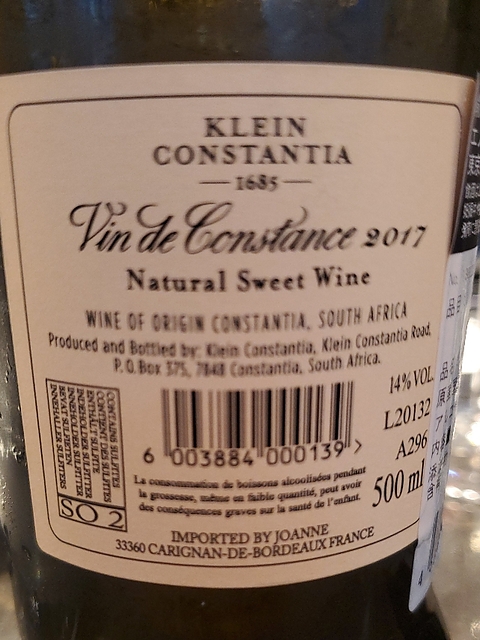 KLEIN
CONSTANTIA
1685
Vin de Constance 2017
Natural Sweet Wine
WINE OF ORIGIN CONSTANTIA, SOUTH AFRICA
Produced and Bottled by: Klein Constantia, Klein Constantia Road,
P.O.Box 375, 7848 Constantia, South Africa.
14% VOL.
L20132
A296
500 ml
6 003884 000139 >
CONTAINS SULPHITES
CONTIENT DES SULFITES
ENTHÄLT SULFITE
SO 2
La consommation de boissons alcoolisées pendant
la grossesse, même en faible quantité, peut avoir
des conséquences graves sur la santé de l'enfant.
IMPORTED BY JOANNE
33360 CARIGNAN-DE-BORDEAUX FRANCE